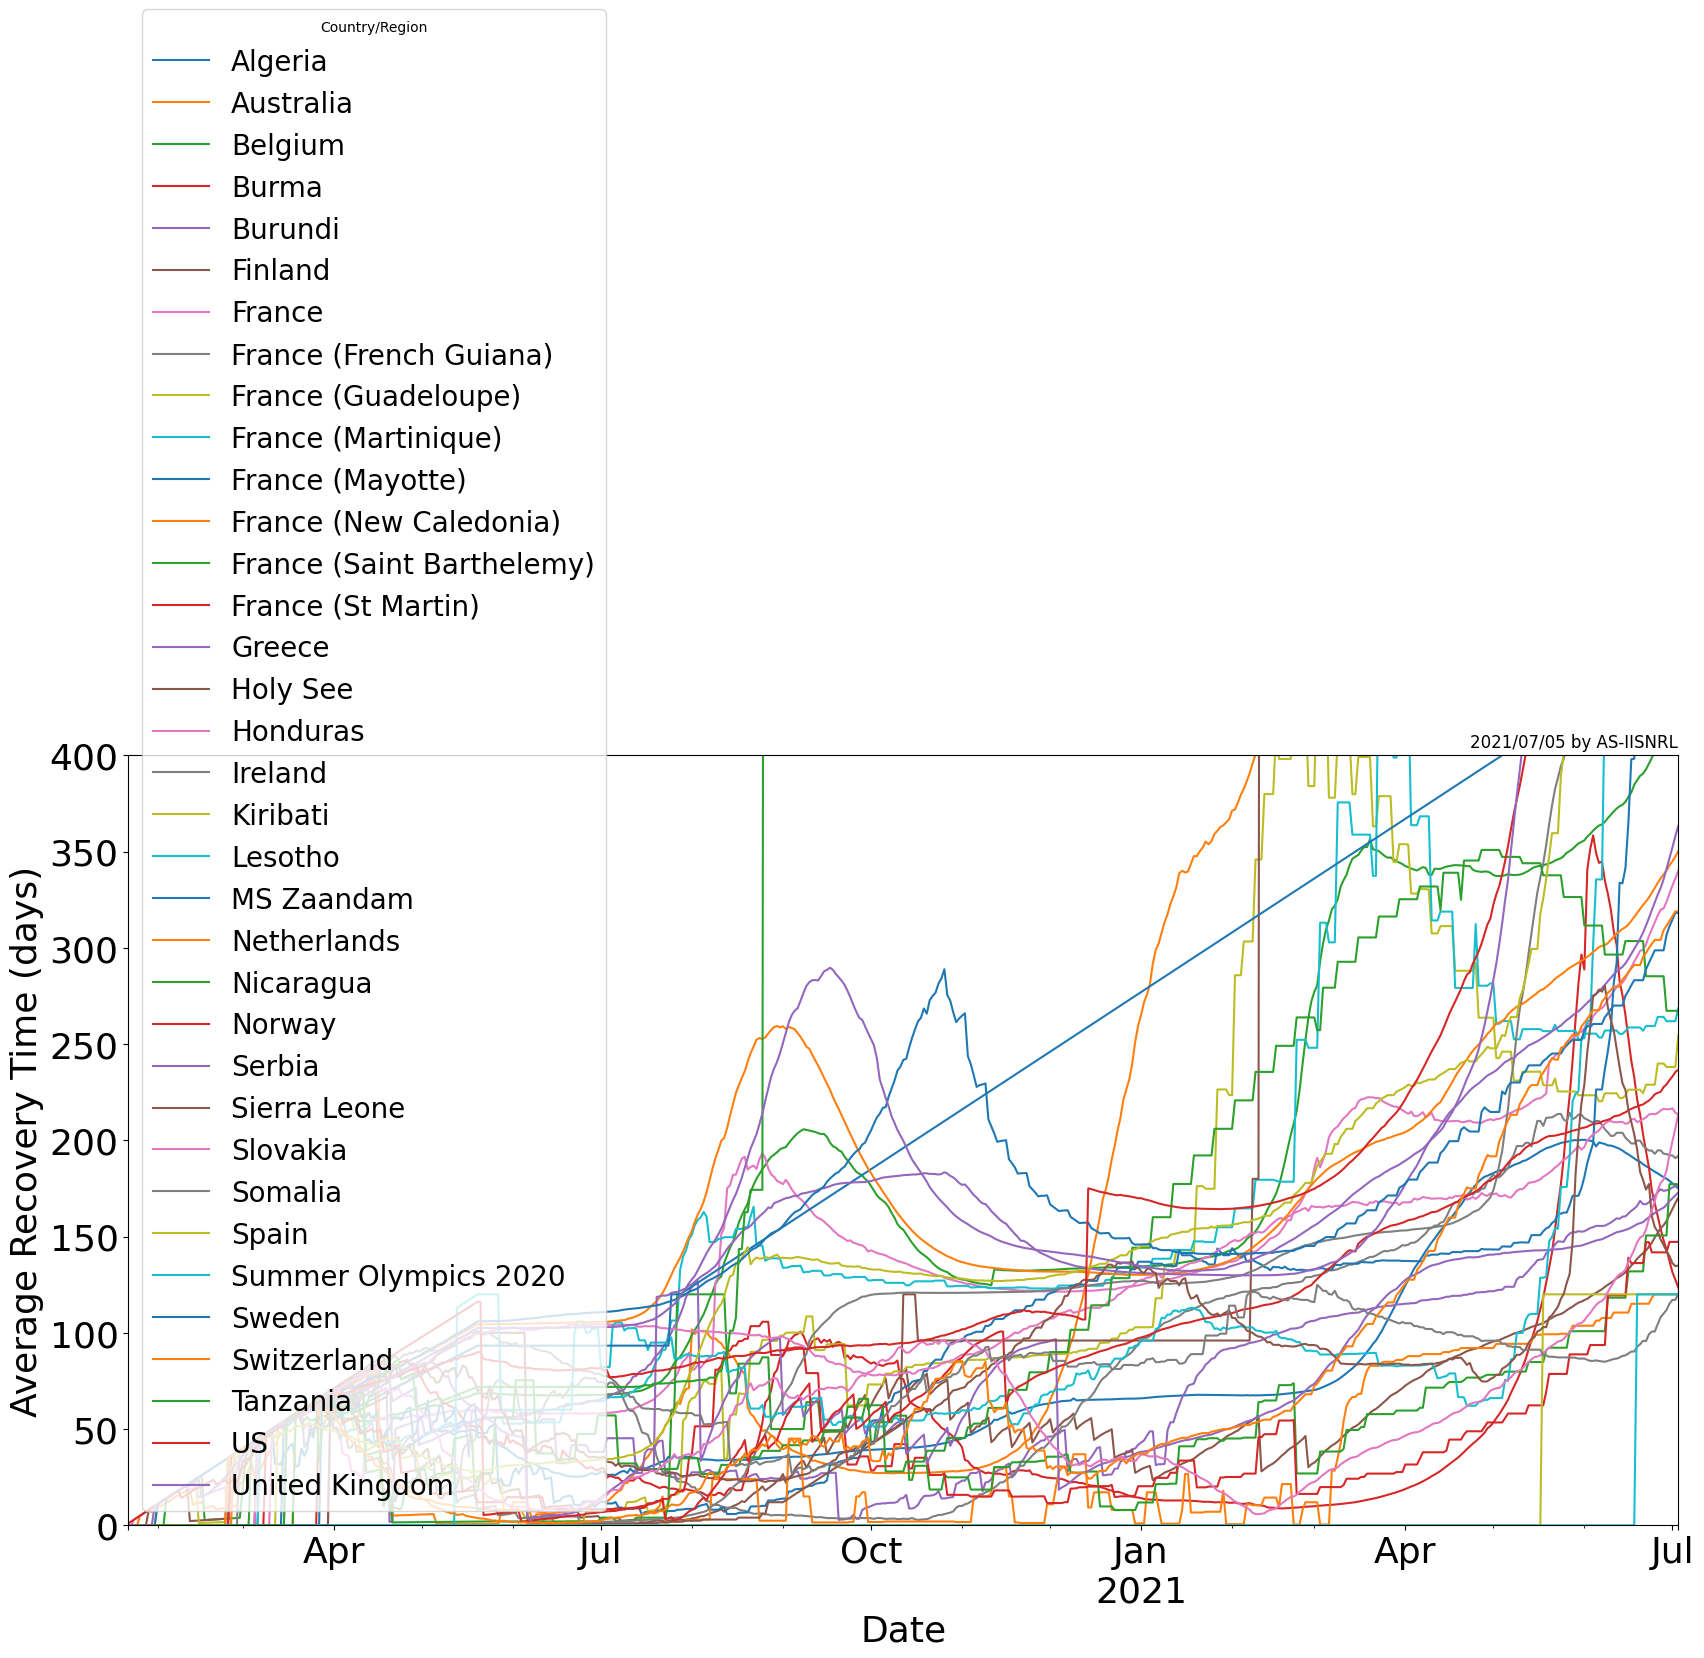 Country/Region
Algeria
Australia
Belgium
Burma
Burundi
Finland
France
France (French Guiana)
France (Guadeloupe)
France (Martinique)
France (Mayotte)
France (New Caledonia)
France (Saint Barthelemy)
France (St Martin)
Greece
Holy See
Honduras
Ireland
Kiribati
Lesotho
MS Zaandam
Netherlands
Nicaragua
Norway
Serbia
Sierra Leone
Slovakia
Somalia
Spain
Summer Olympics 2020
Sweden
Switzerland
Tanzania
US
United Kingdom
2021/07/05 by AS-IISNRL
Average Recovery Time (days)
400
350
300
250
200
150
100
50
0
Apr
Jul
Oct
Jan
2021
Apr
Jul
Date